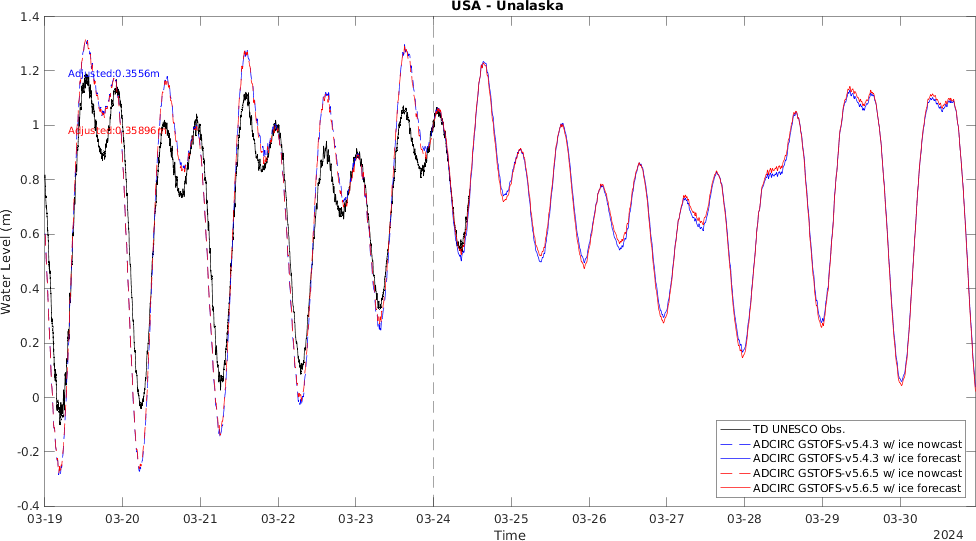 USA - Unalaska
1.4
1.2
1
0.8
0.6
0.4
0.2
0
-0.2
-0.4
Water Level (m)
Adjusted:0.3556m
Adjusted:0.35896m
03-19 03-20 03-21 03-22 03-23 03-24 03-25 03-26 03-27 03-28 03-29 03-30
Time
2024
TD UNESCO Obs.
ADCIRC GSTOFS-v5.4.3 w/ ice nowcast
ADCIRC GSTOFS-v5.4.3 w/ ice forecast
ADCIRC GSTOFS-v5.6.5 w/ ice nowcast
ADCIRC GSTOFS-v5.6.5 w/ ice forecast